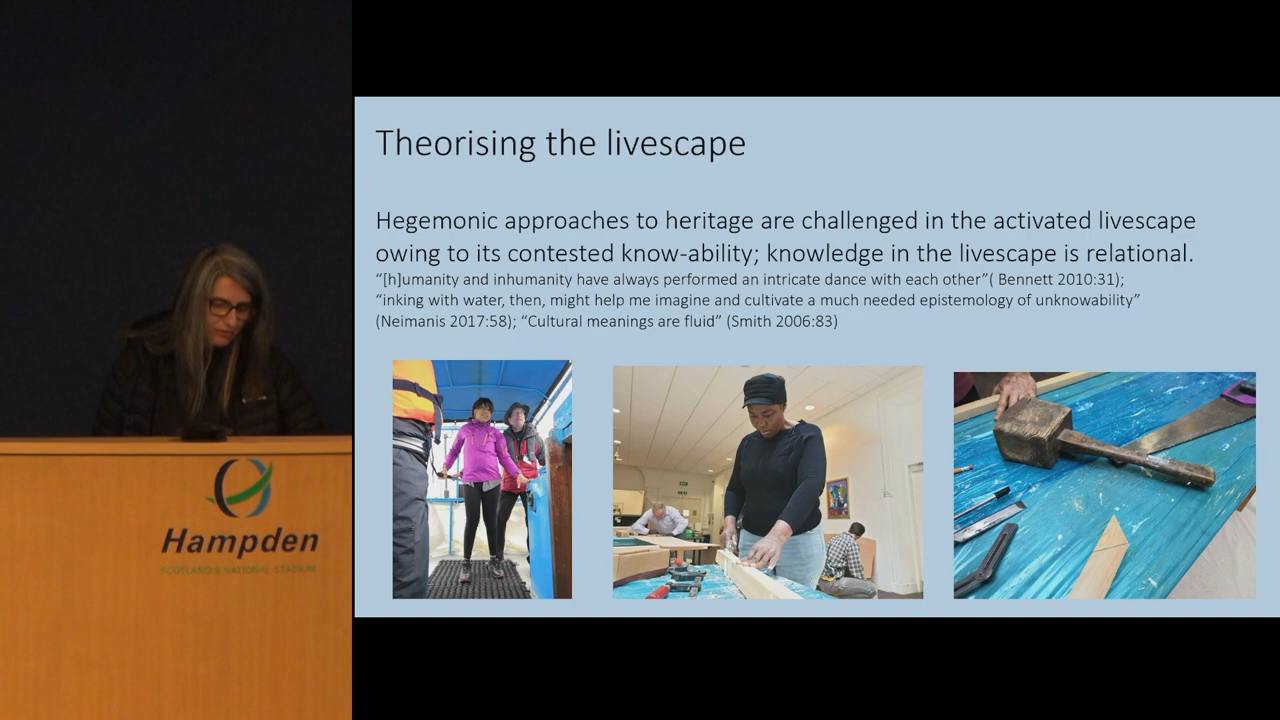 Theorising the livescape
Hegemonic approaches to heritage are challenged in the activated livescape
owing to its contested know-ability; knowledge in the livescape is relational.
“[h]umanity and inhumanity have always performed an intricate dance with each other”( Bennett 2010:31);
“inking with water, then, might help me imagine and cultivate a much needed epistemology of unknowability”
(Neimanis 2017:58); “Cultural meanings are fluid” (Smith 2006:83)
Hampden
SCOTLAND'S NATIONAL STADIUM